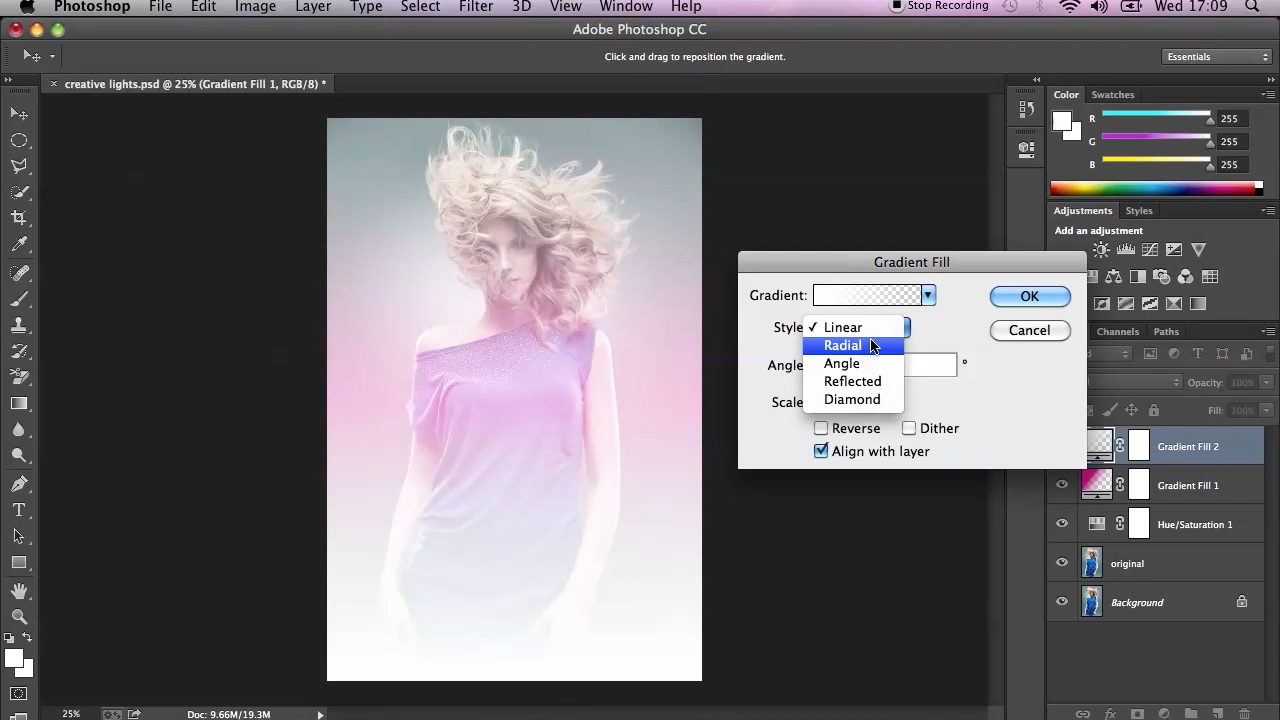 Photoshop File Edit Image Layer Type Select Filter 3D View Window Help Stop Recording Wed 17:09
Adobe Photoshop CC
Click and drag to reposition the gradient. Essentials
creative lights.psd @ 25% (Gradient Fill 1, RGB/8) *
Color Swatches
R 255
G 255
B 255
Adjustments Styles
Add an adjustment
Gradient Fill
Gradient:
OK
Style
Linear
Radial
Angle
Reflected
Diamond
Cancel
Angle
°
Scale
Reverse Dither
Align with layer
Channels Paths
Opacity: 100%
Fill: 100%
Gradient Fill 2
Gradient Fill 1
Hue/Saturation 1
original
Background
25% Doc: 9.66M/19.3M